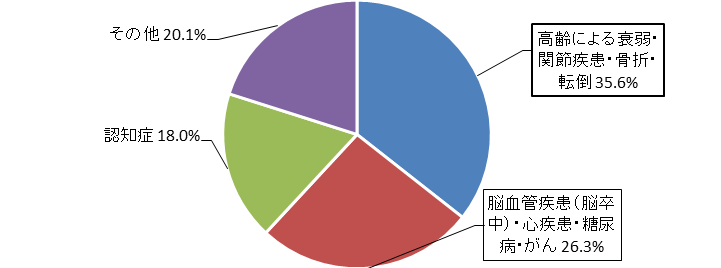 高齢による衰弱・
関節疾患・骨折・
転倒 35.6%
脳血管疾患(脳卒
中)・心疾患・糖尿
病・がん 26.3%
認知症 18.0%
その他 20.1%